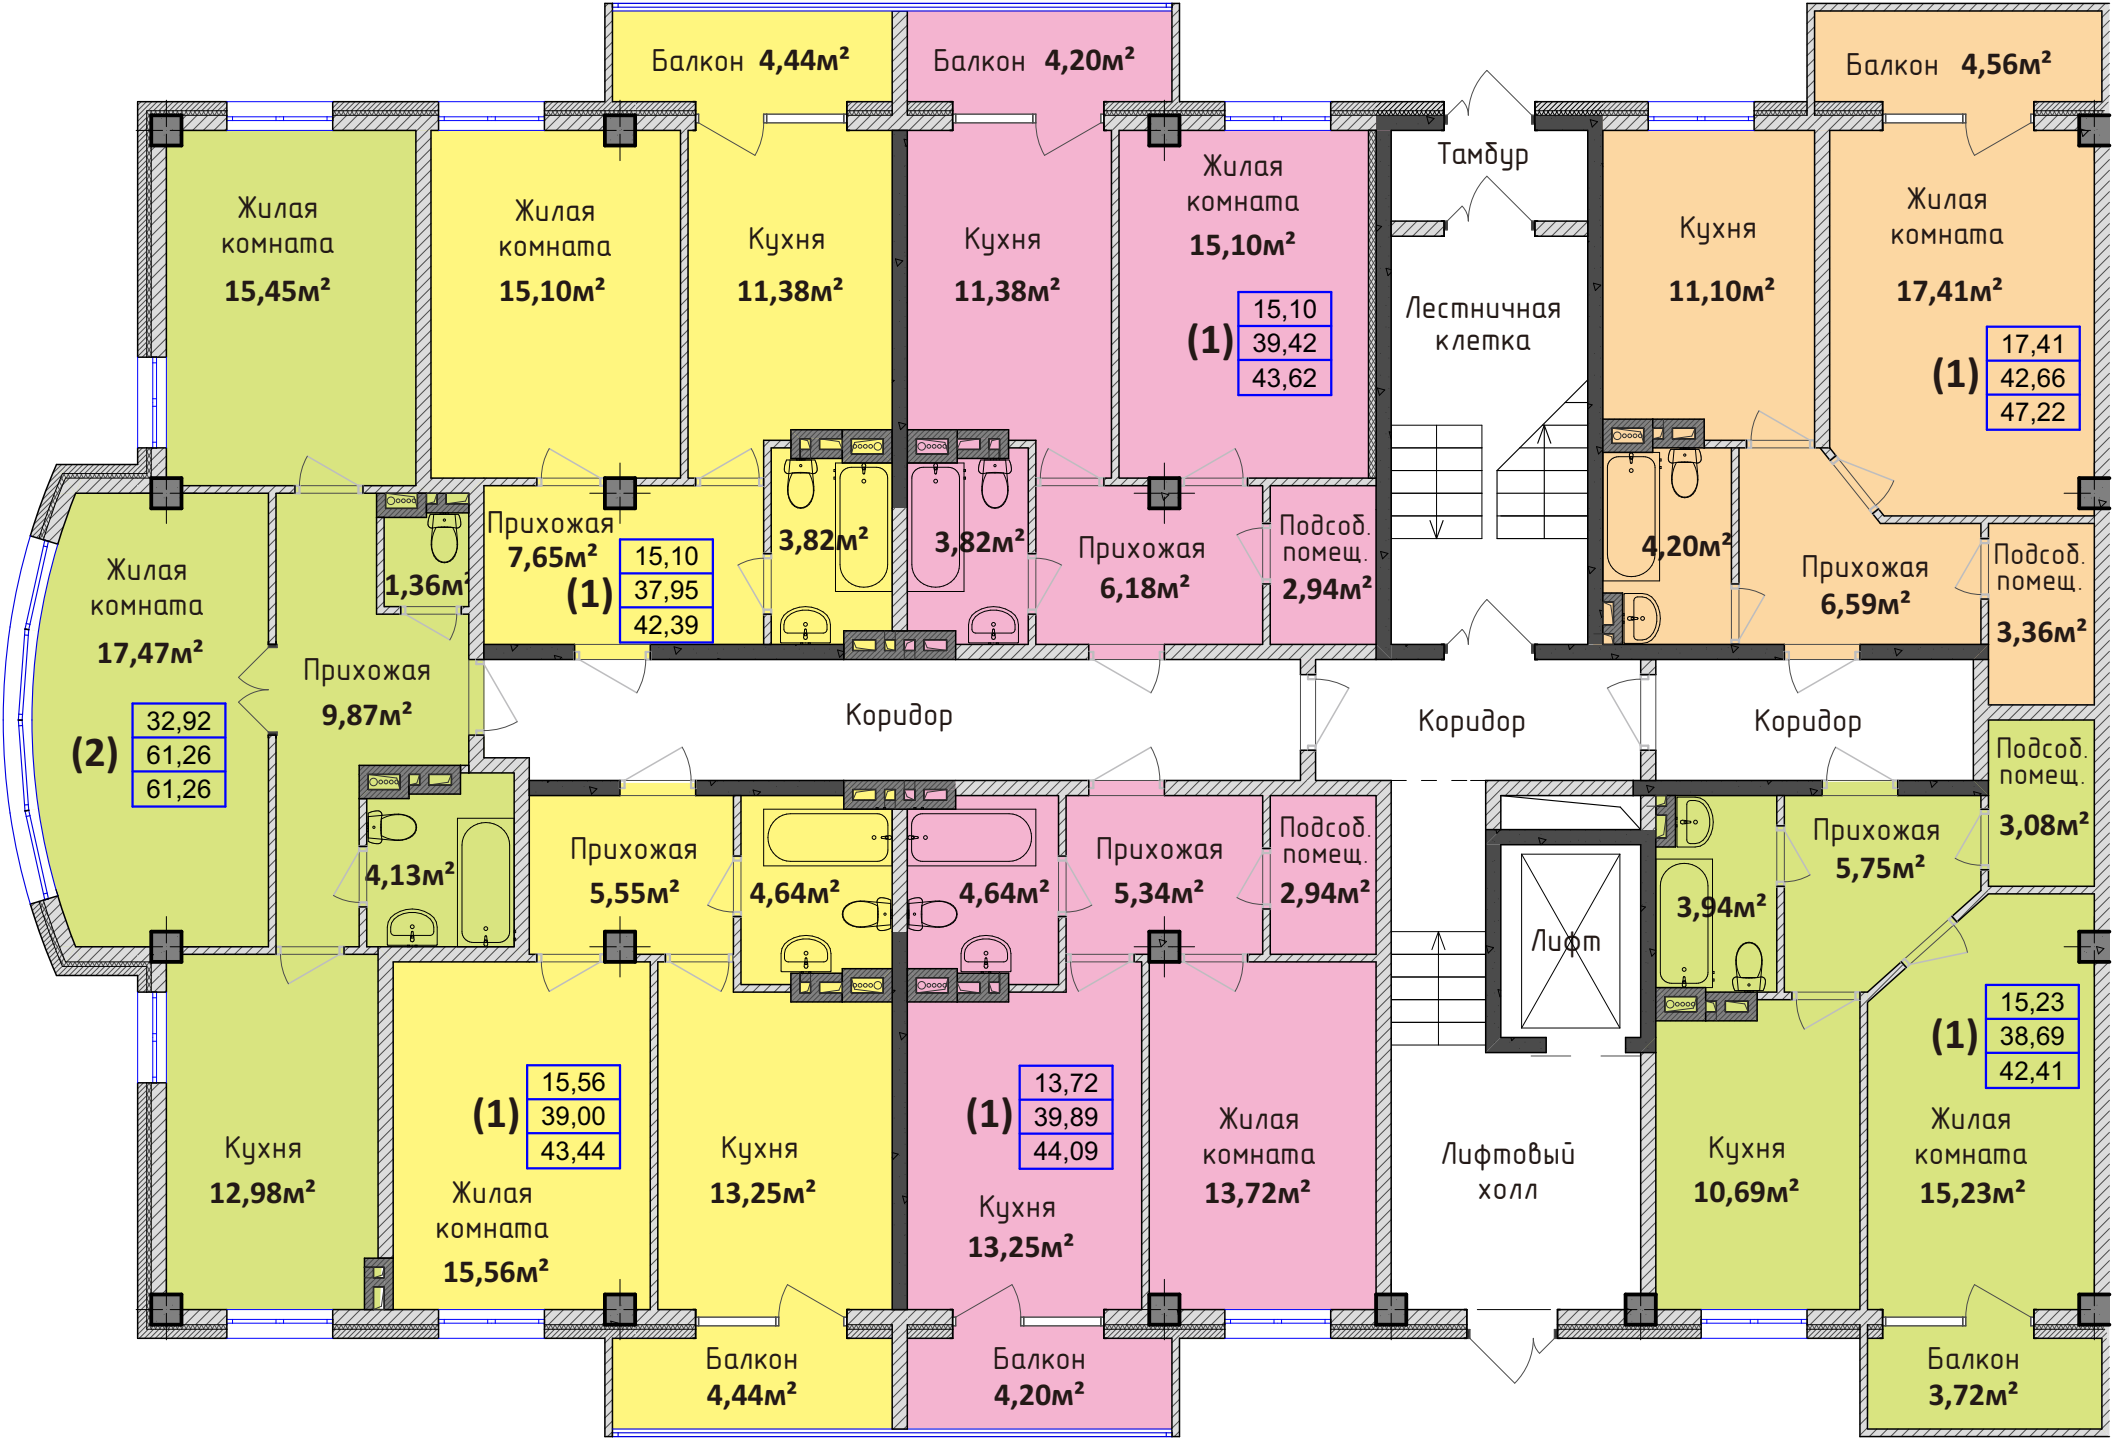 Балкон 4,44м²
Балкон 4,20м²
Балкон 4,56м²
Жилая
комната
15,45м²
Жилая
комната
15,10м²
Кухня
11,38м²
Кухня
11,38м²
Жилая
комната
15,10м²
(1)
15,10
39,42
43,62
Тамбур
Лестничная
клетка
Кухня
11,10м²
Жилая
комната
17,41м²
(1)
17,41
42,66
47,22
Жилая
комната
17,47м²
(2)
32,92
61,26
61,26
1,36м²
Прихожая
9,87м²
Прихожая
7,65м²
(1)
15,10
37,95
42,39
3,82м²
3,82м²
Прихожая
6,18м²
Подсоб.
помещ.
2,94м²
4,20м²
Прихожая
6,59м²
Подсоб.
помещ.
3,36м²
Коридор
Коридор
Коридор
4,13м²
Прихожая
5,55м²
4,64м²
4,64м²
Прихожая
5,34м²
Подсоб.
помещ.
2,94м²
Лифт
3,94м²
Прихожая
5,75м²
Подсоб.
помещ.
3,08м²
Кухня
12,98м²
(1)
15,56
39,00
43,44
Жилая
комната
15,56м²
Кухня
13,25м²
(1)
13,72
39,89
44,09
Кухня
13,25м²
Жилая
комната
13,72м²
Лифтовый
холл
Кухня
10,69м²
(1)
15,23
38,69
42,41
Жилая
комната
15,23м²
Балкон
4,44м²
Балкон
4,20м²
Балкон
3,72м²